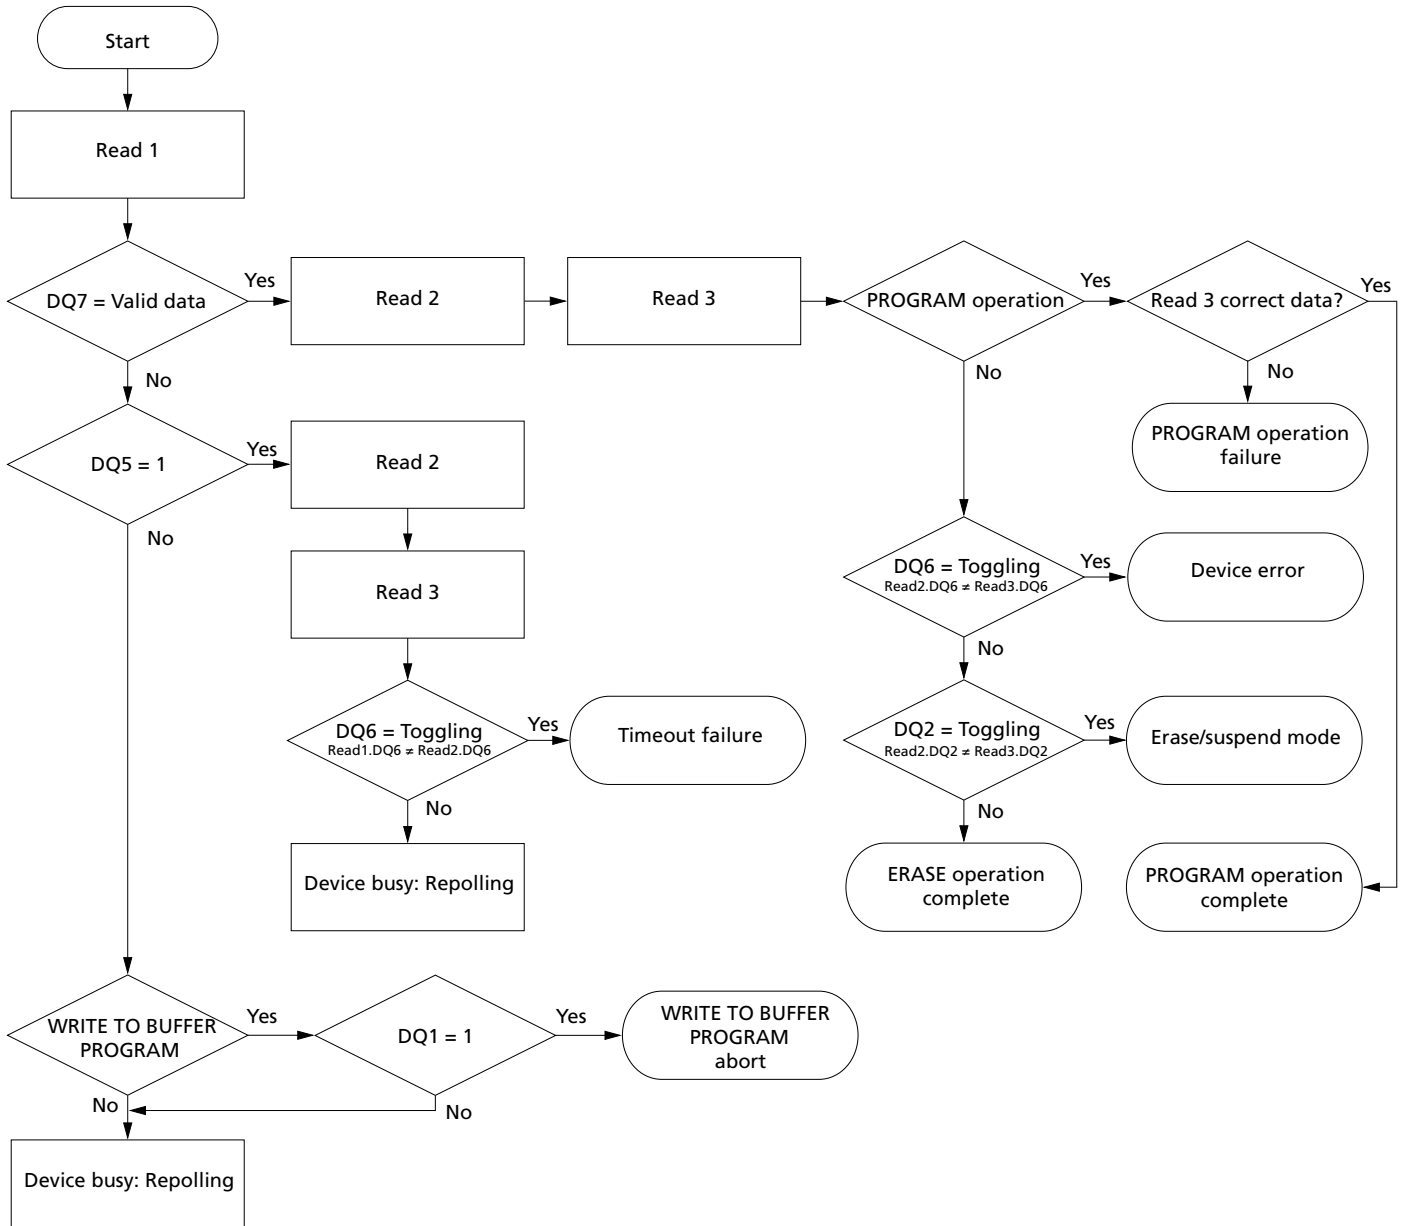 Start
Read 1
DQ7 = Valid data
Yes
No
Read 2
Read 3
PROGRAM operation
Yes
No
Read 3 correct data?
Yes
No
PROGRAM operation
failure
DQ5 = 1
Yes
No
Read 2
Read 3
DQ6 = Toggling
Read1.DQ6 ≠ Read2.DQ6
Yes
No
Timeout failure
Device busy: Repolling
DQ6 = Toggling
Read2.DQ6 ≠ Read3.DQ6
Yes
No
Device error
DQ2 = Toggling
Read2.DQ2 ≠ Read3.DQ2
Yes
No
Erase/suspend mode
ERASE operation
complete
PROGRAM operation
complete
WRITE TO BUFFER
PROGRAM
Yes
No
DQ1 = 1
Yes
No
WRITE TO BUFFER
PROGRAM
abort
Device busy: Repolling